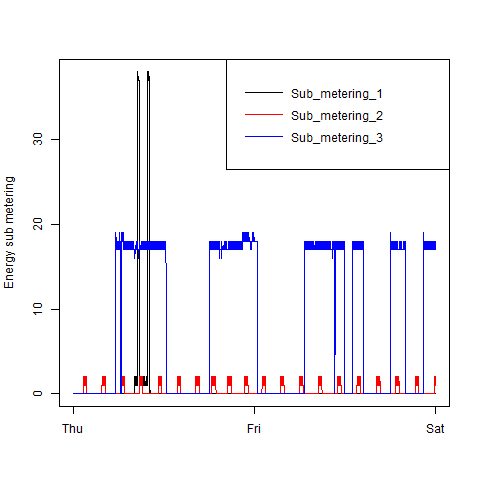 Sub_metering_1
Sub_metering_2
Sub_metering_3
Energy sub metering
30
20
10
0
Thu Fri Sat